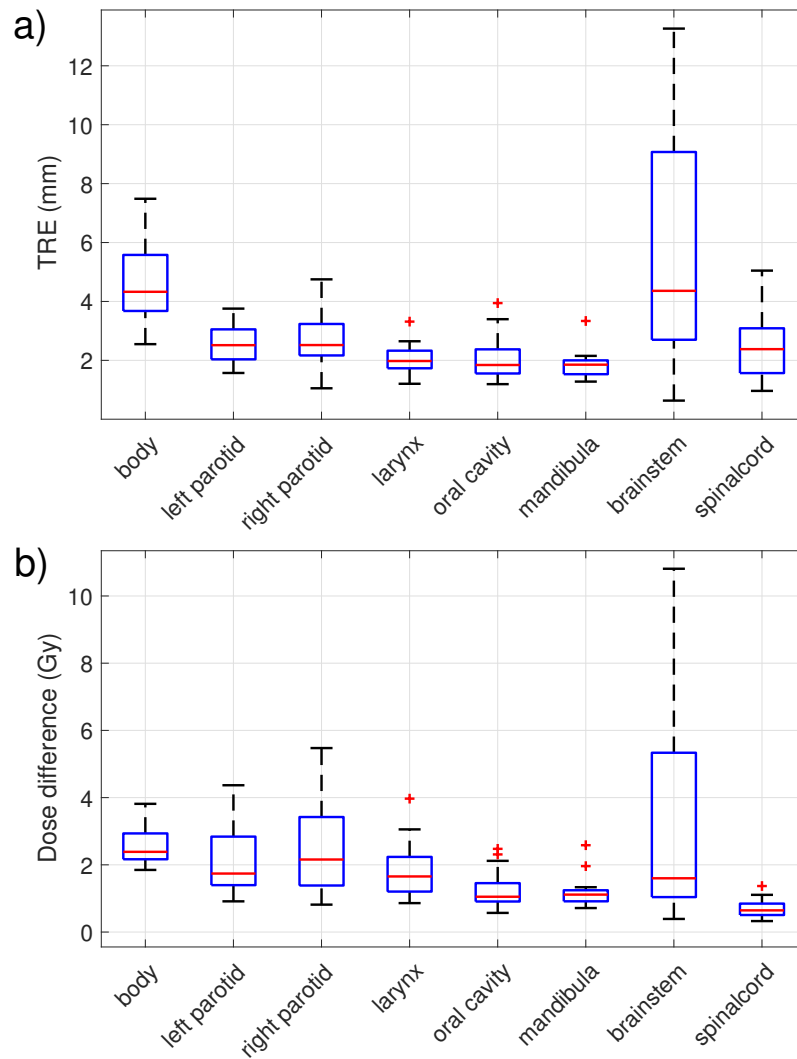 a)
12
10
8
6
4
2
TRE (mm)
body
left parotid
right parotid
larynx
oral cavity
mandibula
brainstem
spinalcord
b)
10
8
6
4
2
0
Dose difference (Gy)
body
left parotid
right parotid
larynx
oral cavity
mandibula
brainstem
spinalcord